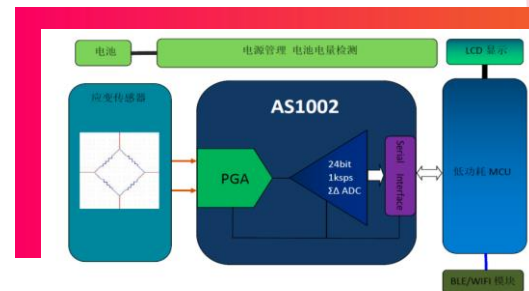 电池
电源管理 电池电量检测
LCD 显示
应变传感器
AS1002
PGA
24bit
1ksps
ΣΔ ADC
Serial Interface
低功耗 MCU
BLE/WIFI 模块